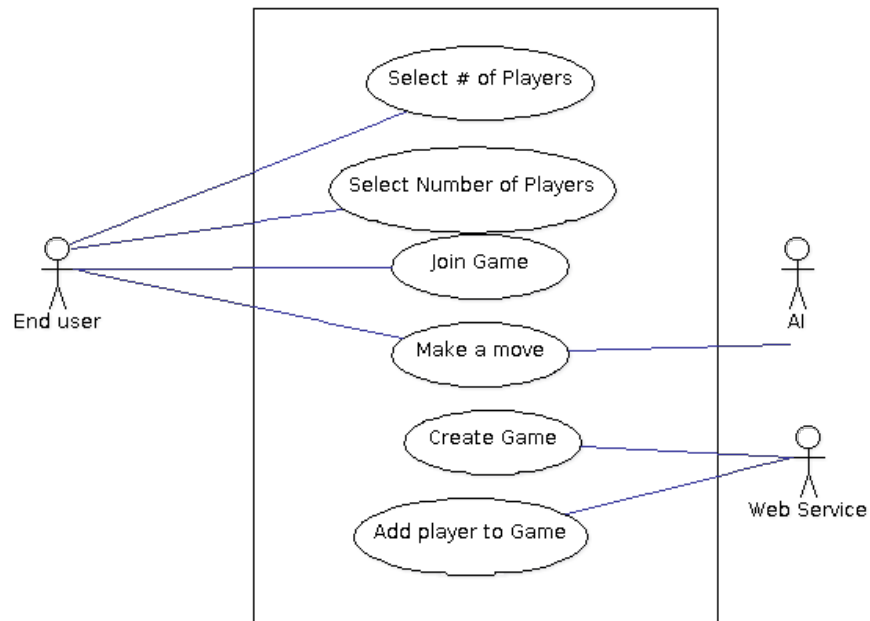 Select # of Players
Select Number of Players
Join Game
End user
AI
Make a move
Create Game
Web Service
Add player to Game